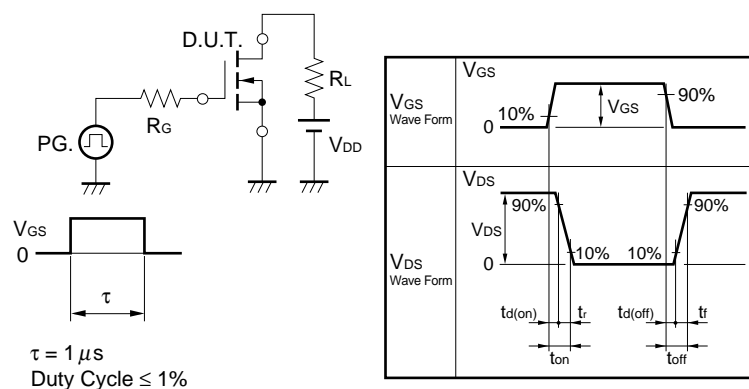 D.U.T.
RL
RG
PG.
VDD
VGS
0
τ
τ = 1 μs
Duty Cycle ≤ 1%
VGS
Wave Form
VGS
10%
VGS
90%
0
VDS
Wave Form
VDS
90%
VDS
90%
10%
10%
0
td(on)
tr
td(off)
tf
ton
toff